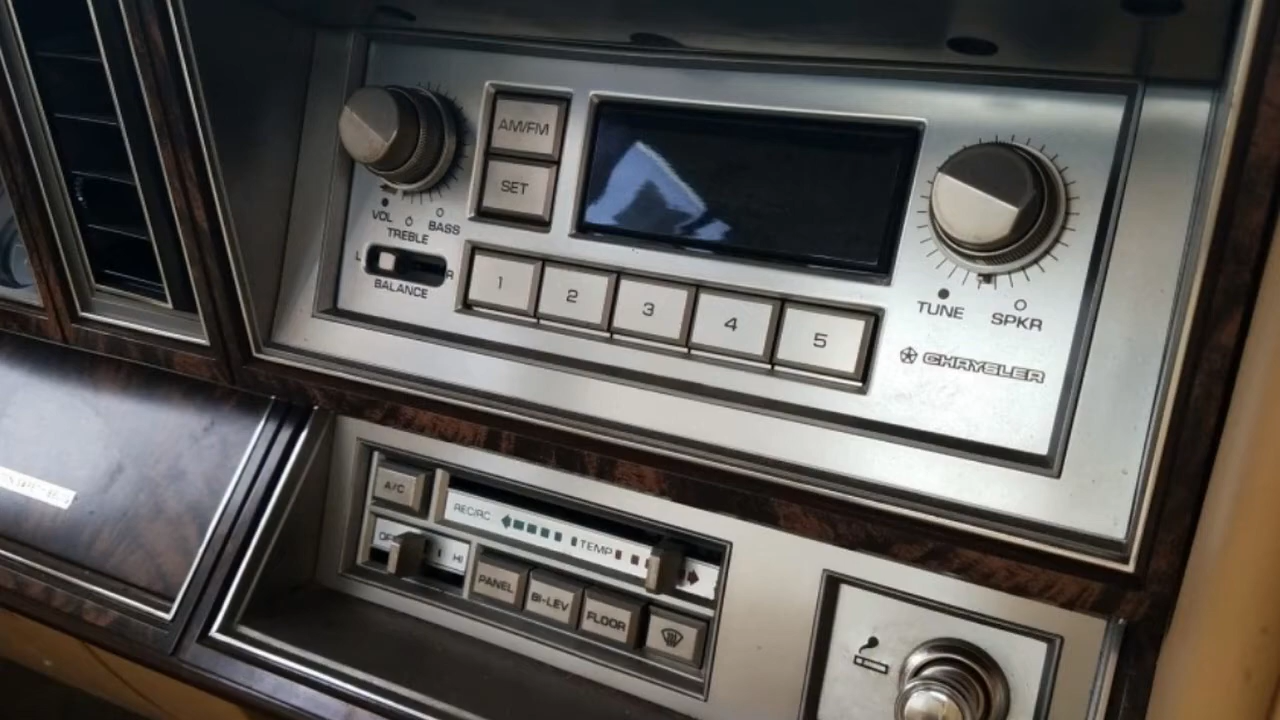 AM/FM
SET
VOL
TREBLE
BASS
L
R
BALANCE
1 2 3 4 5
TUNE
SPKR
CHRYSLER
A/C
RECIRC
TEMP
OFF
HI
PANEL
BI-LEV
FLOOR